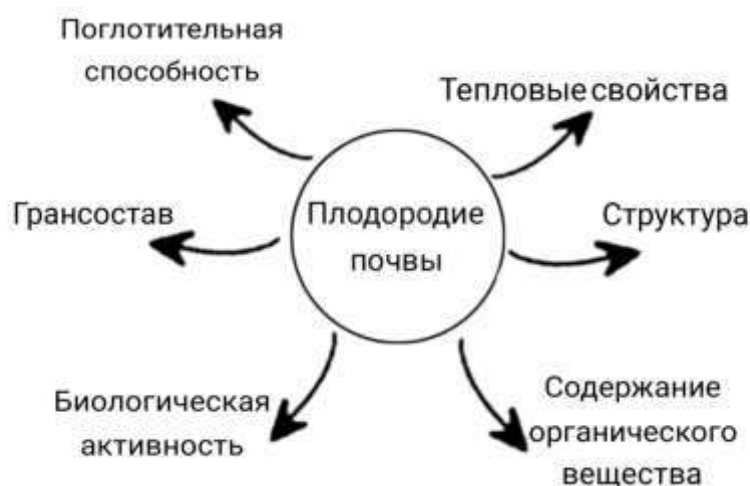 Поглотительная
способность
Тепловые свойства
Грансостав
Плодородие
почвы
Структура
Биологическая
активность
Содержание
органического
вещества